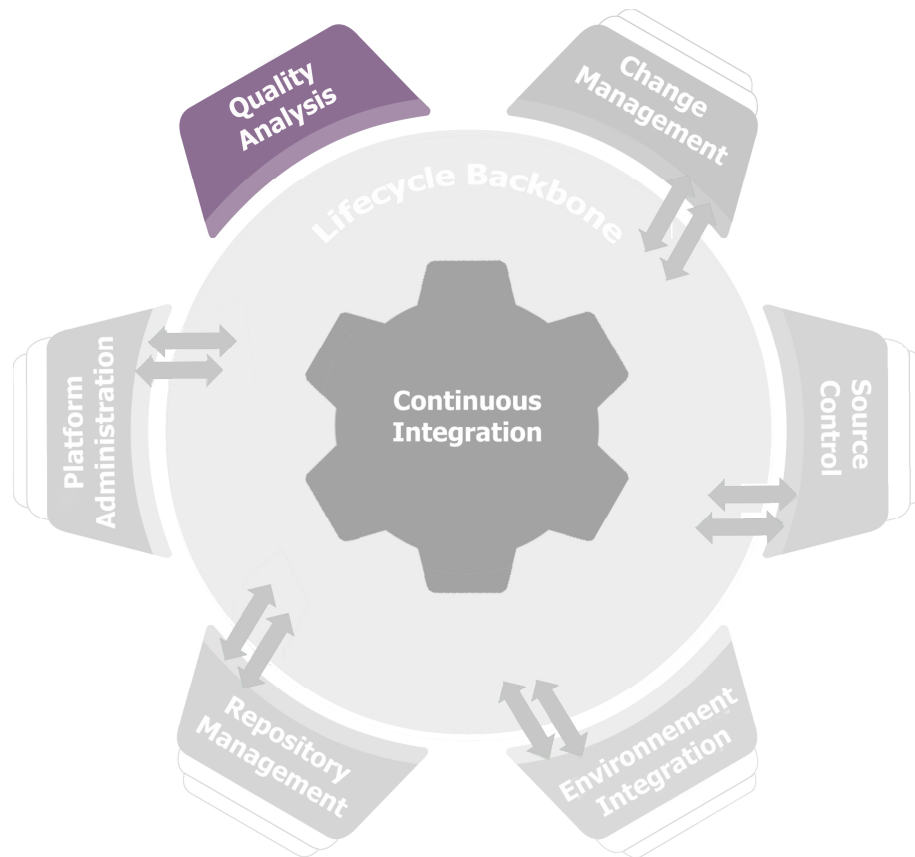 Quality
Analysis
Change
Management
Lifecycle Backbone
Platform
Administration
Continuous
Integration
Source
Control
Repository
Management
Environnement
Integration